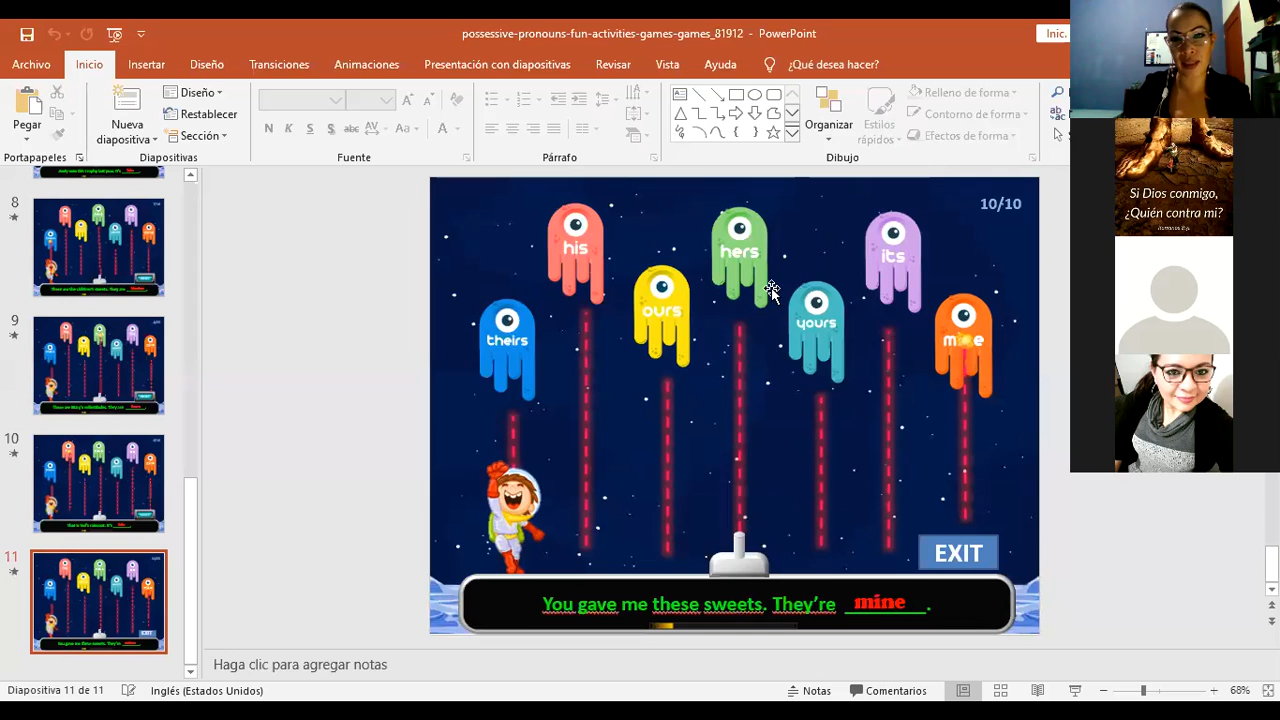 possessive-pronouns-fun-activities-games-games_81912 - PowerPoint
Inic.
Archivo
Inicio
Insertar
Diseño
Transiciones
Animaciones
Presentación con diapositivas
Revisar
Vista
Ayuda
¿Qué desea hacer?
Pegar
Nueva
diapositiva
Diseño
Restablecer
Sección
N K S abc AV Aa A
Organizar
Estilos
rápidos
Relleno de forma
Contorno de forma
Efectos de forma
Portapapeles
Diapositivas
Fuente
Párrafo
Dibujo
Si Dios conmigo,
¿Quién contra mi?
8
9
10
11
10/10
his
hers
its
ours
yours
theirs
mine
EXIT
You gave me these sweets. They're mine.
Haga clic para agregar notas
Diapositiva 11 de 11
Inglés (Estados Unidos)
Notas
Comentarios
68%